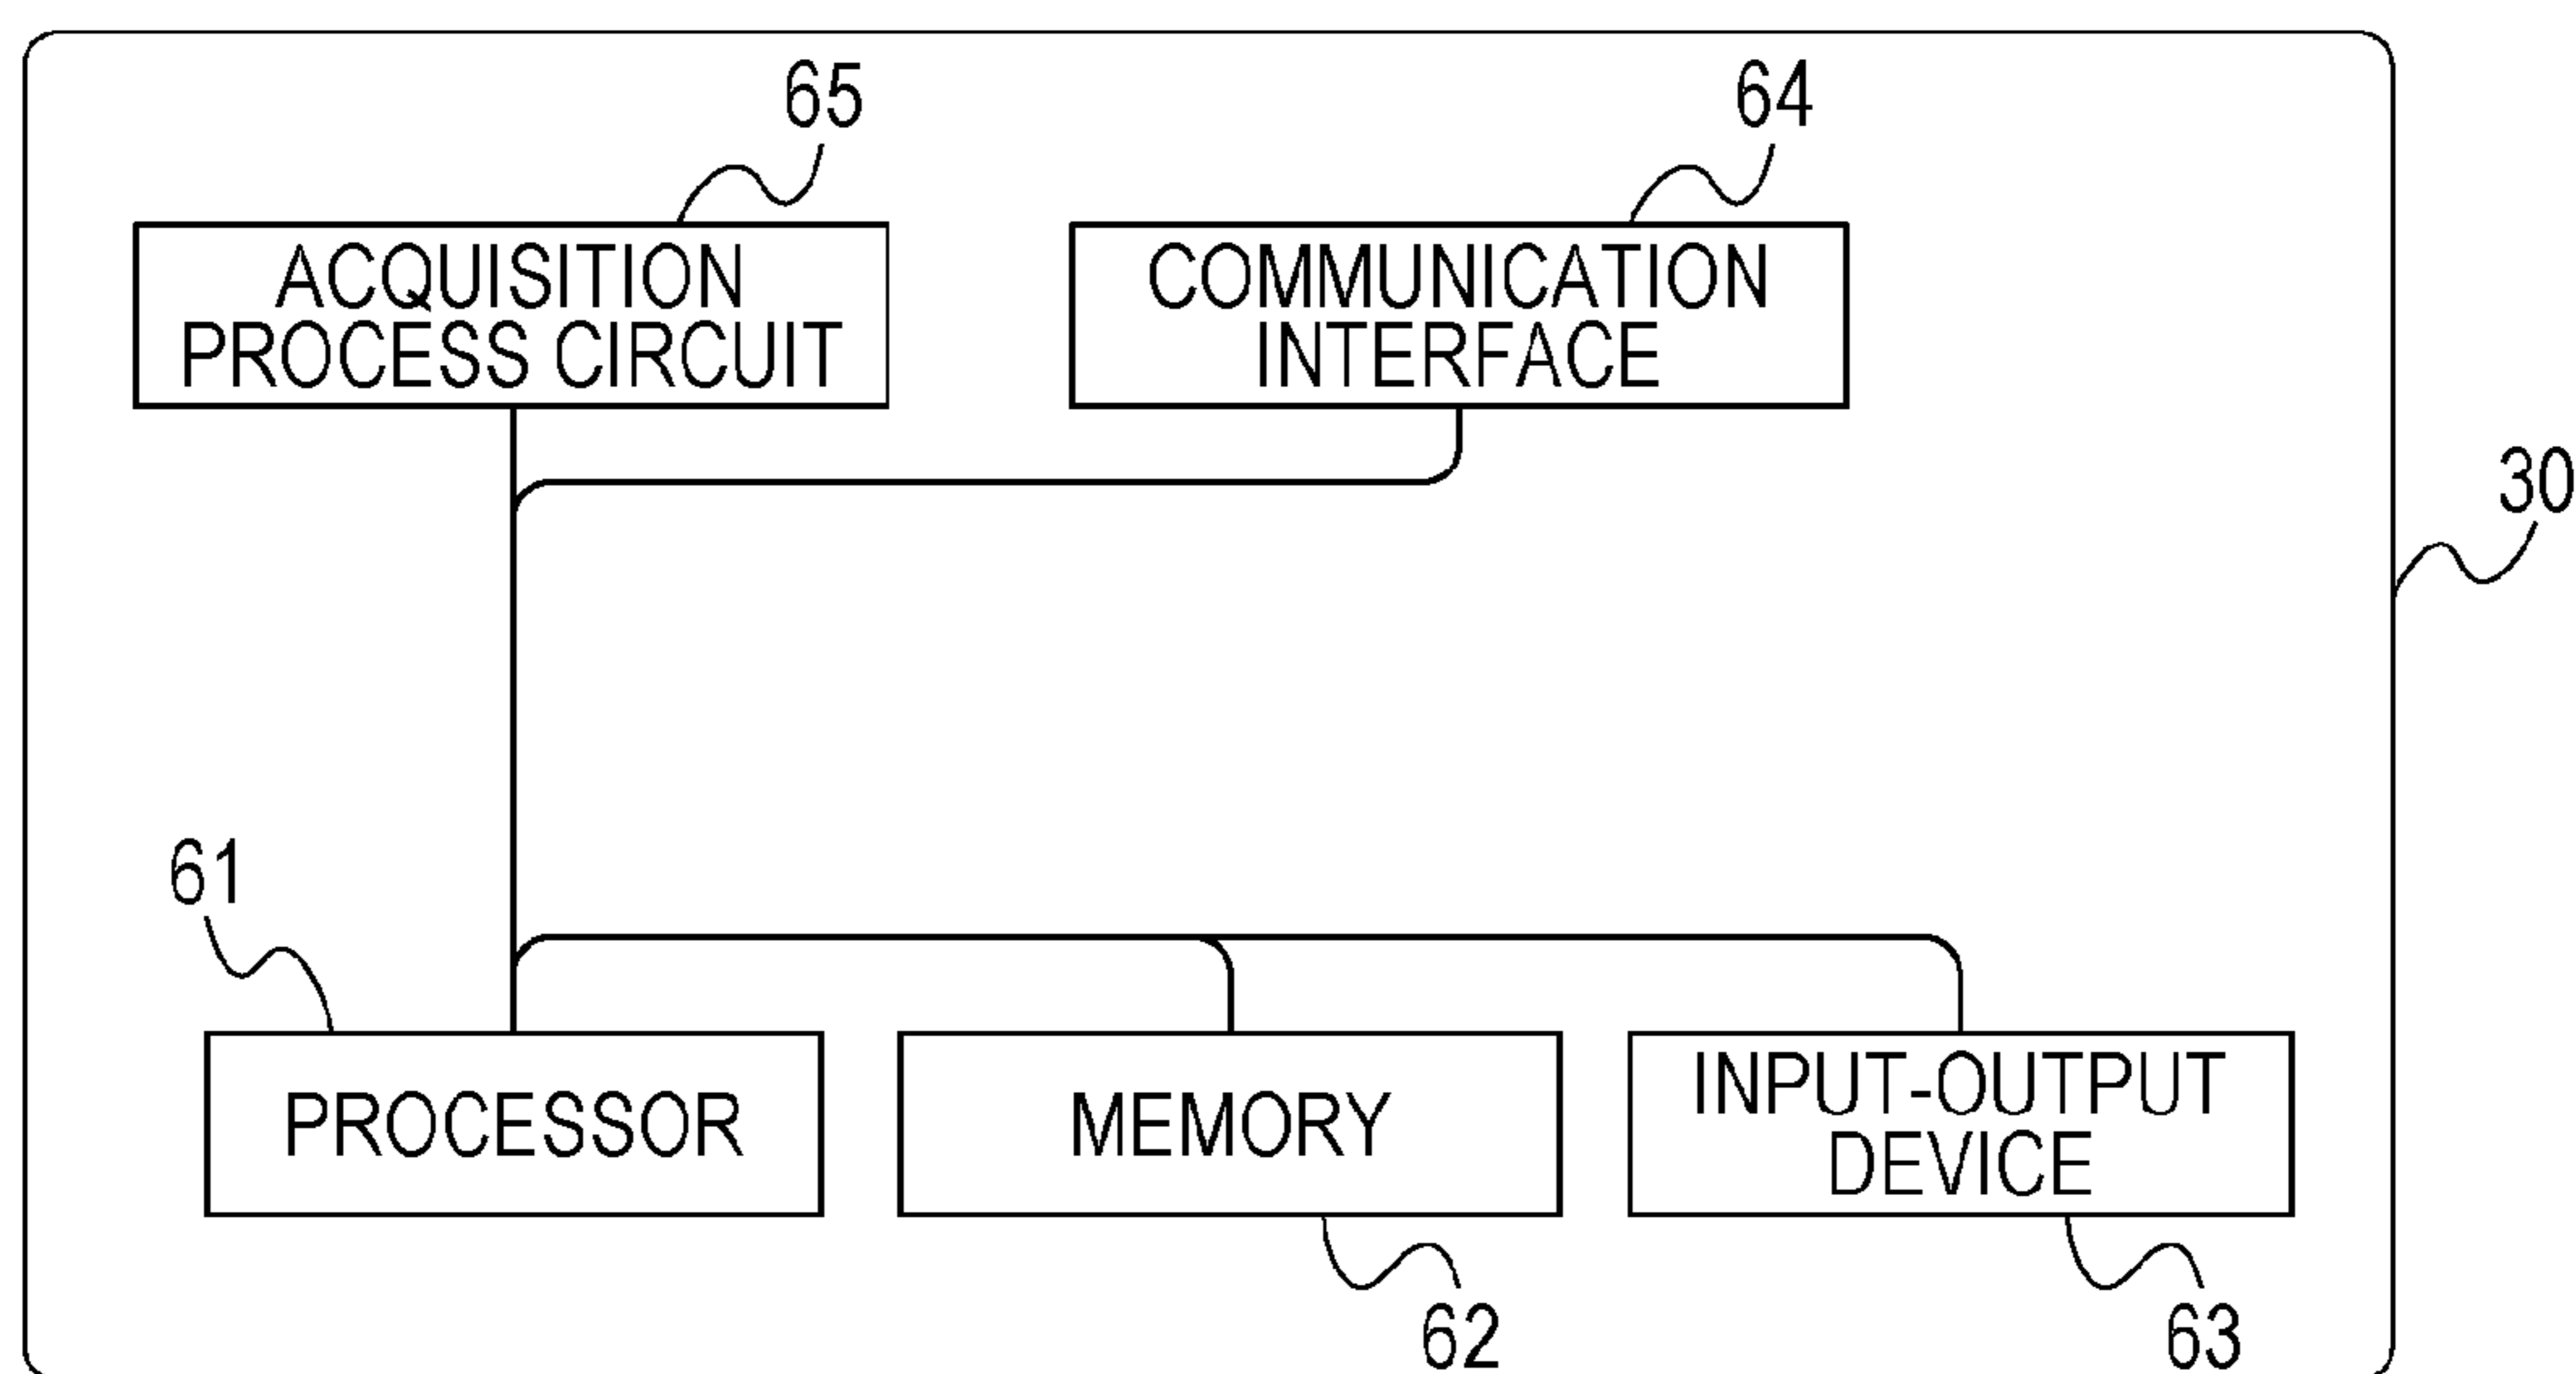 65
64
ACQUISITION
PROCESS CIRCUIT
COMMUNICATION
INTERFACE
30
61
PROCESSOR
MEMORY
INPUT-OUTPUT
DEVICE
62
63